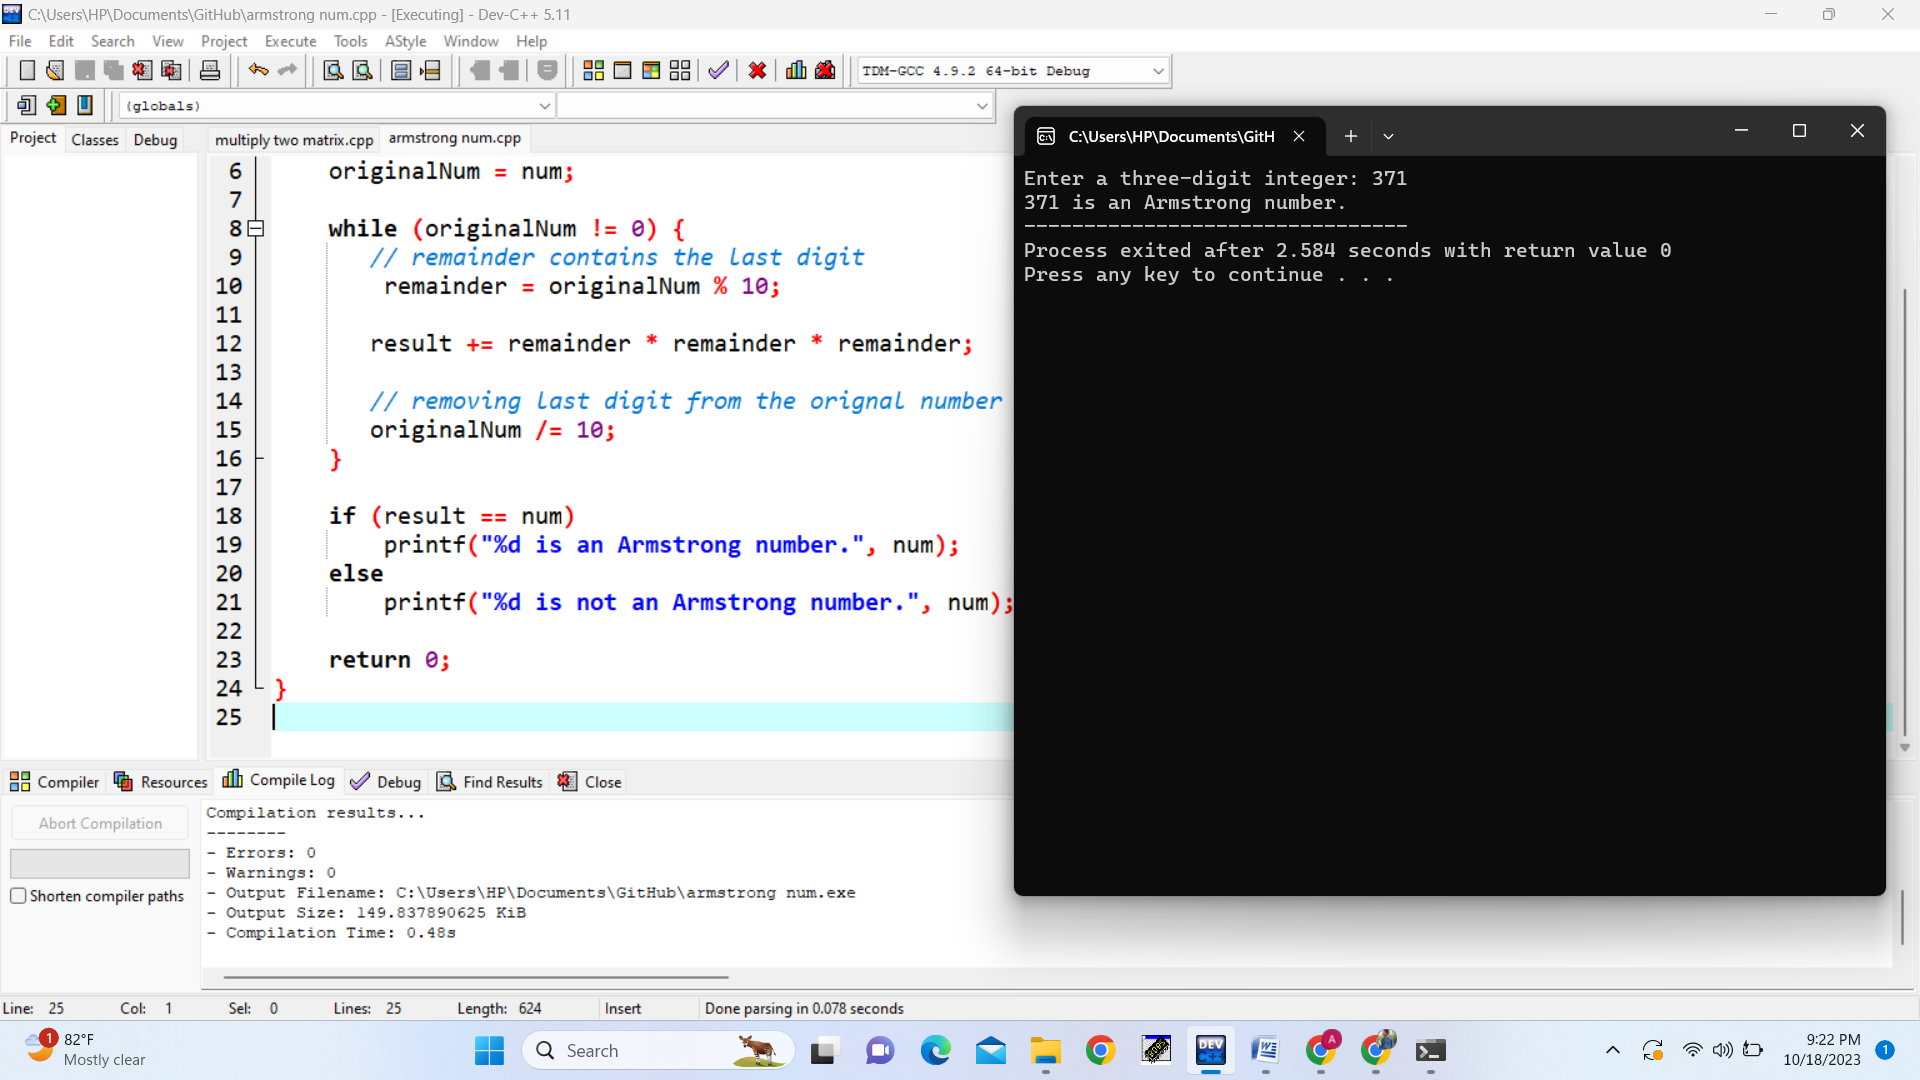 C:\Users\HP\Documents\GitHub\armstrong num.cpp - [Executing] - Dev-C++ 5.11
File Edit Search View Project Execute Tools AStyle Window Help
TDM-GCC 4.9.2 64-bit Debug
(globals)
Project Classes Debug
multiply two matrix.cpp armstrong num.cpp
6 originalNum = num;
7
8 while (originalNum != 0) {
9 // remainder contains the last digit
10 remainder = originalNum % 10;
11
12 result += remainder * remainder * remainder;
13
14 // removing last digit from the orignal number
15 originalNum /= 10;
16 }
17
18 if (result == num)
19 printf("%d is an Armstrong number.", num);
20 else
21 printf("%d is not an Armstrong number.", num);
22
23 return 0;
24 }
25
C:\Users\HP\Documents\GitH
Enter a three-digit integer: 371
371 is an Armstrong number.
--------------------------------
Process exited after 2.584 seconds with return value 0
Press any key to continue . . .
Compiler Resources Compile Log Debug Find Results Close
Abort Compilation
Shorten compiler paths
Compilation results...
--------
- Errors: 0
- Warnings: 0
- Output Filename: C:\Users\HP\Documents\GitHub\armstrong num.exe
- Output Size: 149.837890625 KiB
- Compilation Time: 0.48s
Line: 25 Col: 1 Sel: 0 Lines: 25 Length: 624 Insert Done parsing in 0.078 seconds
1
82°F
Mostly clear
Search
DEV
A
9:22 PM
10/18/2023
1